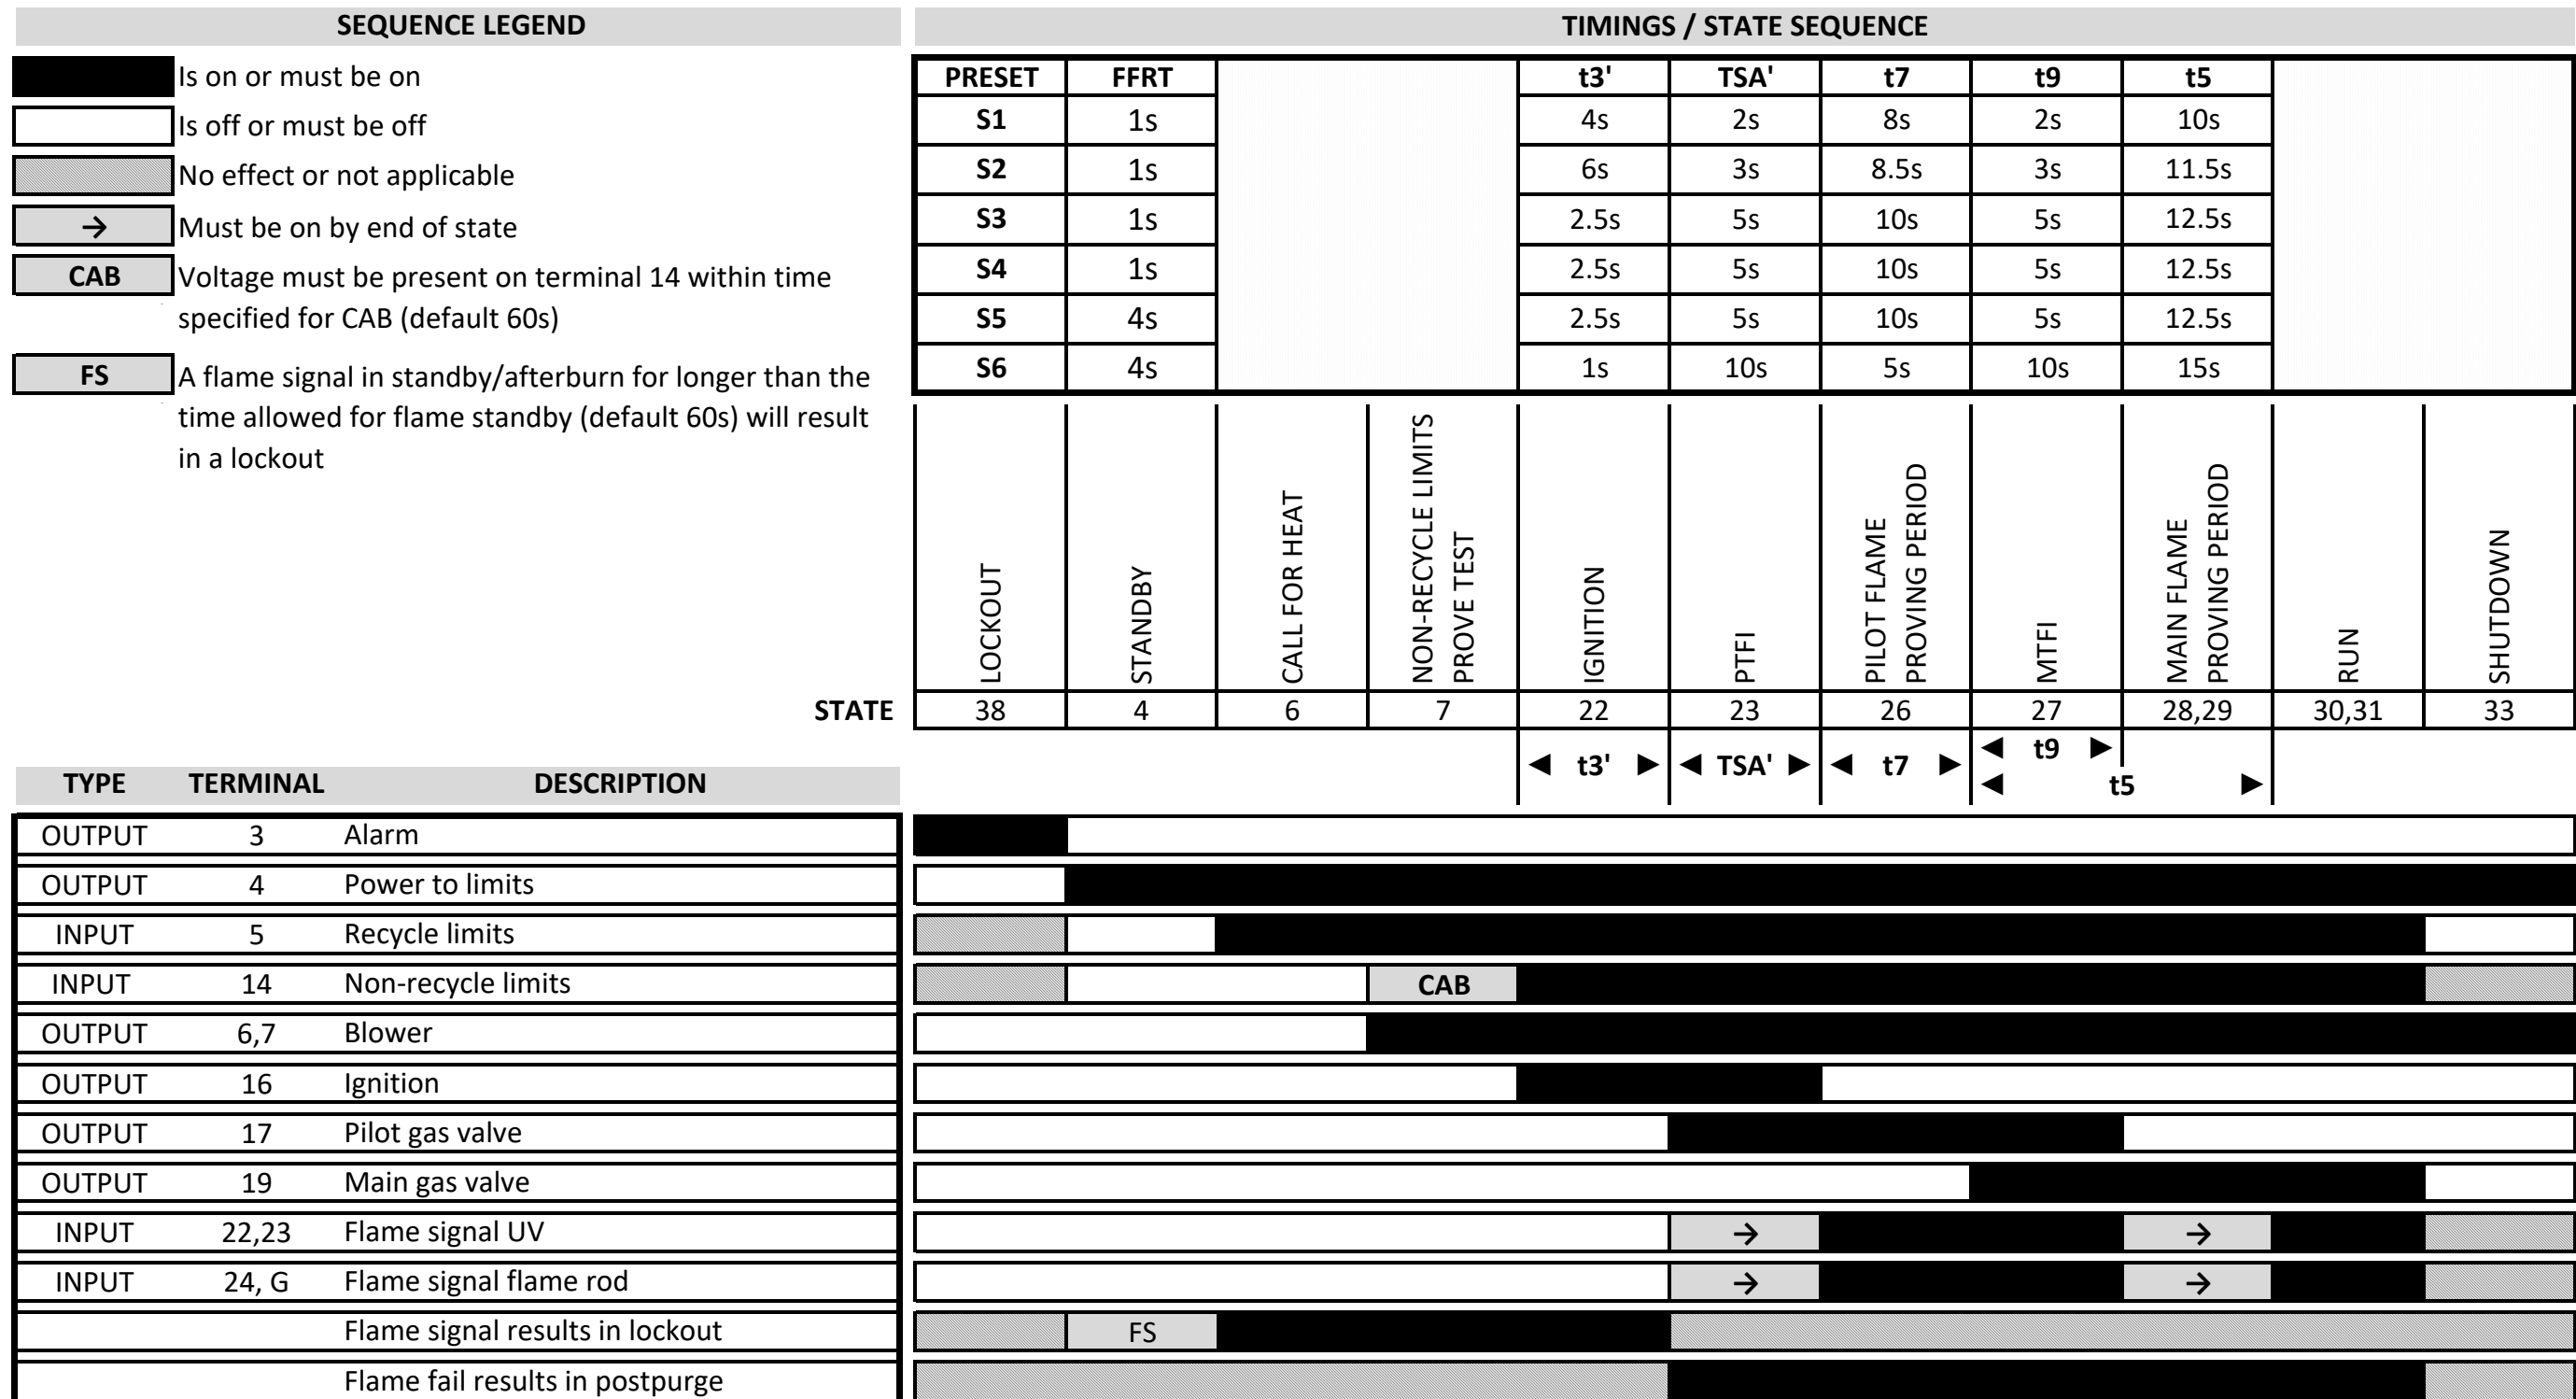 SEQUENCE LEGEND
Is on or must be on
Is off or must be off
No effect or not applicable
→ Must be on by end of state
CAB Voltage must be present on terminal 14 within time
specified for CAB (default 60s)
FS A flame signal in standby/afterburn for longer than the
time allowed for flame standby (default 60s) will result
in a lockout
TIMINGS / STATE SEQUENCE
PRESET FFRT t3' TSA' t7 t9 t5
S1 1s 4s 2s 8s 2s 10s
S2 1s 6s 3s 8.5s 3s 11.5s
S3 1s 2.5s 5s 10s 5s 12.5s
S4 1s 2.5s 5s 10s 5s 12.5s
S5 4s 2.5s 5s 10s 5s 12.5s
S6 4s 1s 10s 5s 10s 15s
LOCKOUT
STANDBY
CALL FOR HEAT
NON-RECYCLE LIMITS
PROVE TEST
IGNITION
PTFI
PILOT FLAME
PROVING PERIOD
MTFI
MAIN FLAME
PROVING PERIOD
RUN
SHUTDOWN
STATE 38 4 6 7 22 23 26 27 28,29 30,31 33
◄ t3' ► ◄ TSA' ► ◄ t7 ► ◄ t9 ►
◄ t5 ►
TYPE TERMINAL DESCRIPTION
OUTPUT 3 Alarm
OUTPUT 4 Power to limits
INPUT 5 Recycle limits
INPUT 14 Non-recycle limits CAB
OUTPUT 6,7 Blower
OUTPUT 16 Ignition
OUTPUT 17 Pilot gas valve
OUTPUT 19 Main gas valve
INPUT 22,23 Flame signal UV → →
INPUT 24, G Flame signal flame rod → →
Flame signal results in lockout FS
Flame fail results in postpurge